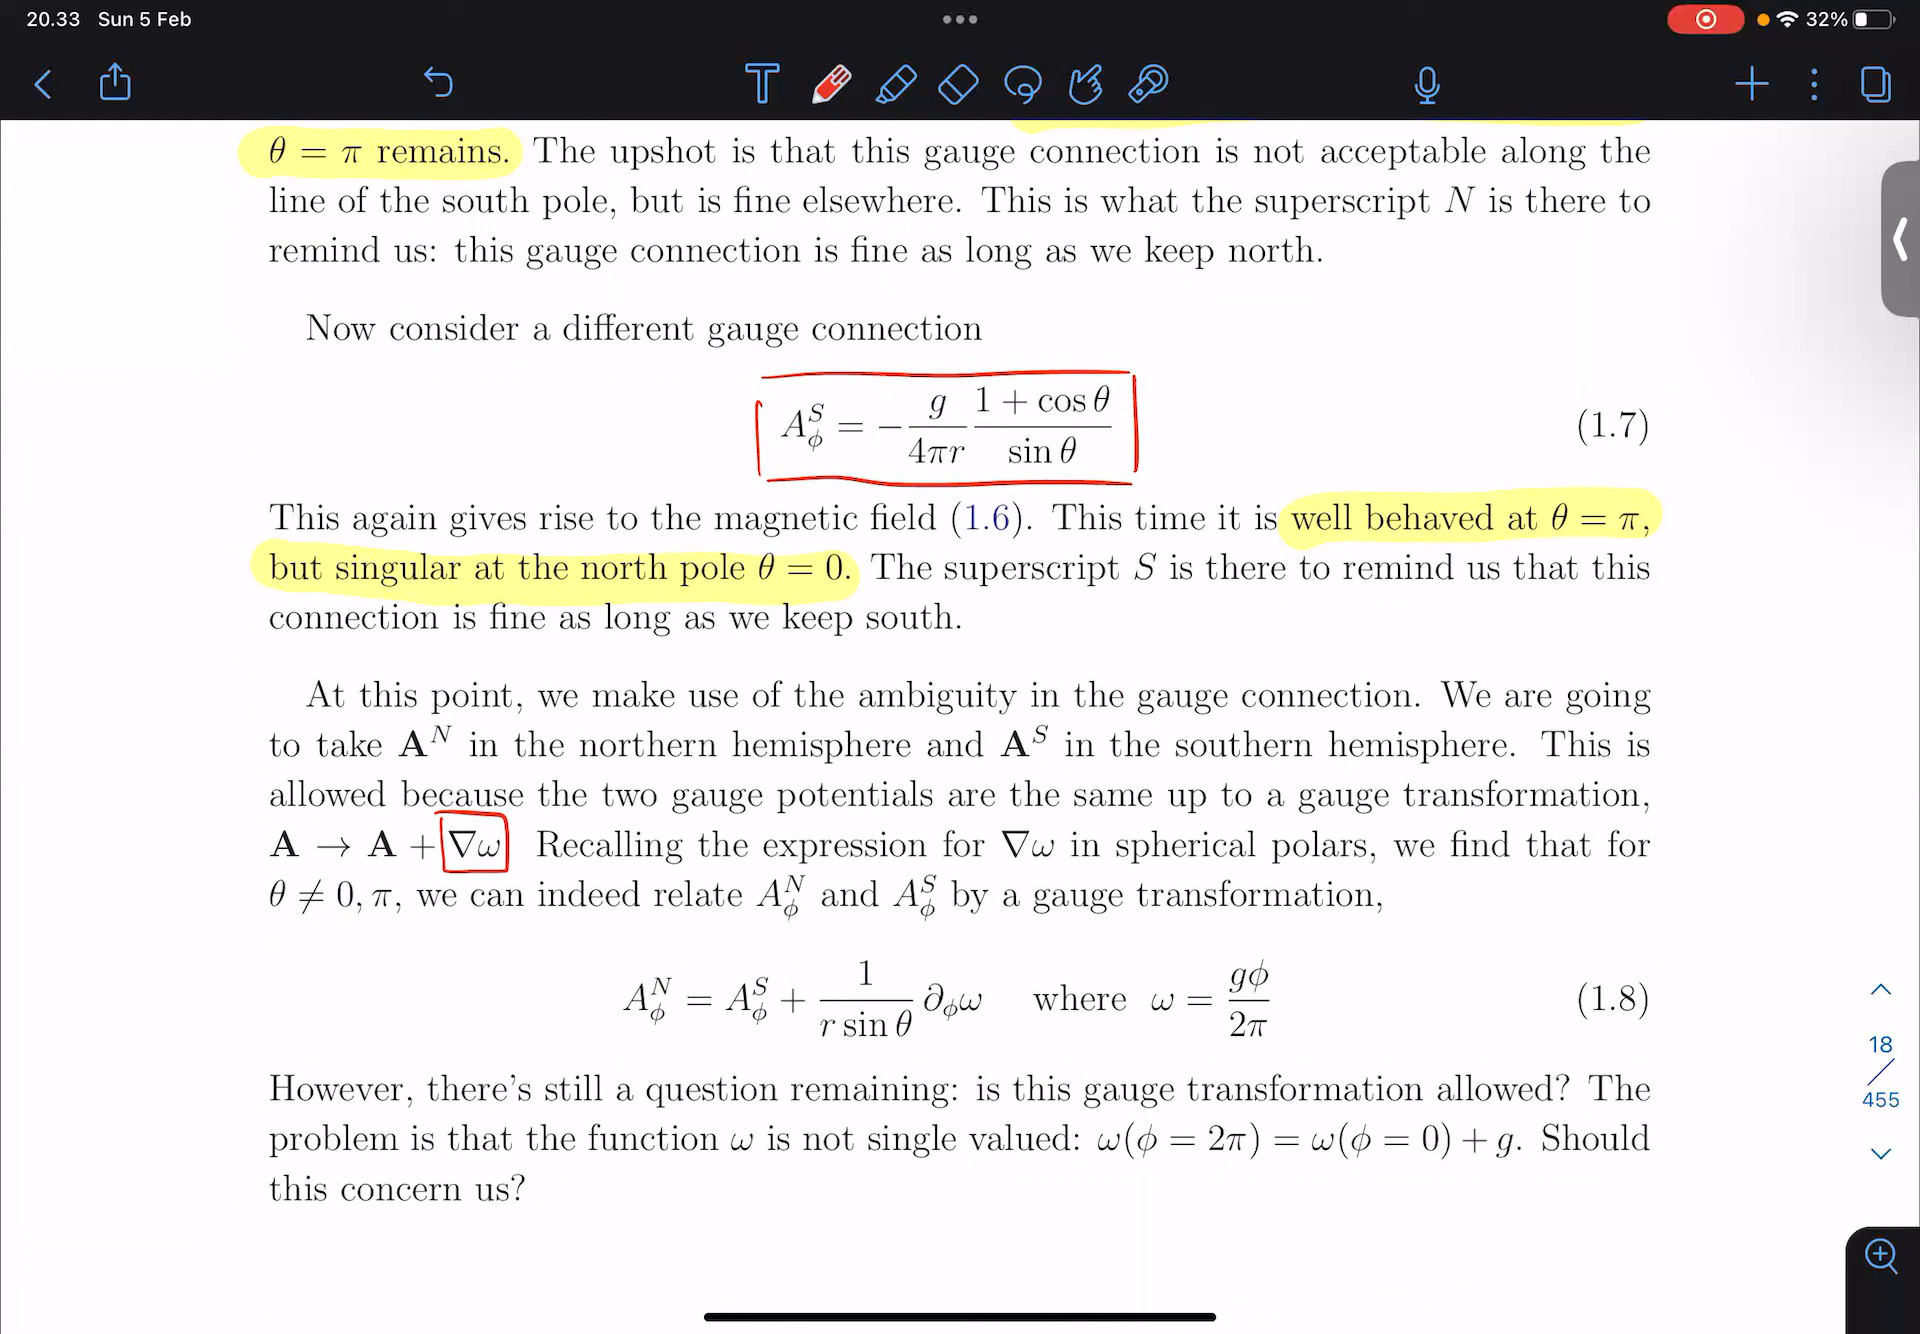 20.33 Sun 5 Feb
32%
θ = π remains. The upshot is that this gauge connection is not acceptable along the
line of the south pole, but is fine elsewhere. This is what the superscript N is there to
remind us: this gauge connection is fine as long as we keep north.
Now consider a different gauge connection
A_ϕ^S = − \frac{g}{4πr} \frac{1 + cos θ}{sin θ} (1.7)
This again gives rise to the magnetic field (1.6). This time it is well behaved at θ = π,
but singular at the north pole θ = 0. The superscript S is there to remind us that this
connection is fine as long as we keep south.
At this point, we make use of the ambiguity in the gauge connection. We are going
to take A^N in the northern hemisphere and A^S in the southern hemisphere. This is
allowed because the two gauge potentials are the same up to a gauge transformation,
A → A + ∇ω Recalling the expression for ∇ω in spherical polars, we find that for
θ ≠ 0, π, we can indeed relate A_ϕ^N and A_ϕ^S by a gauge transformation,
A_ϕ^N = A_ϕ^S + \frac{1}{r sin θ} ∂_ϕω where ω = \frac{gϕ}{2π} (1.8)
However, there's still a question remaining: is this gauge transformation allowed? The
problem is that the function ω is not single valued: ω(ϕ = 2π) = ω(ϕ = 0) + g. Should
this concern us?
18
/
455